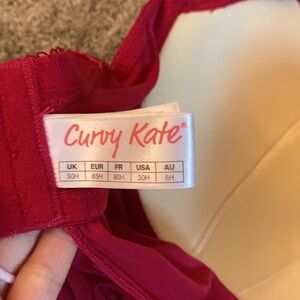 Curvy Kate®
UK EUR FR USA AU
30H 65H 80H 30H 8H